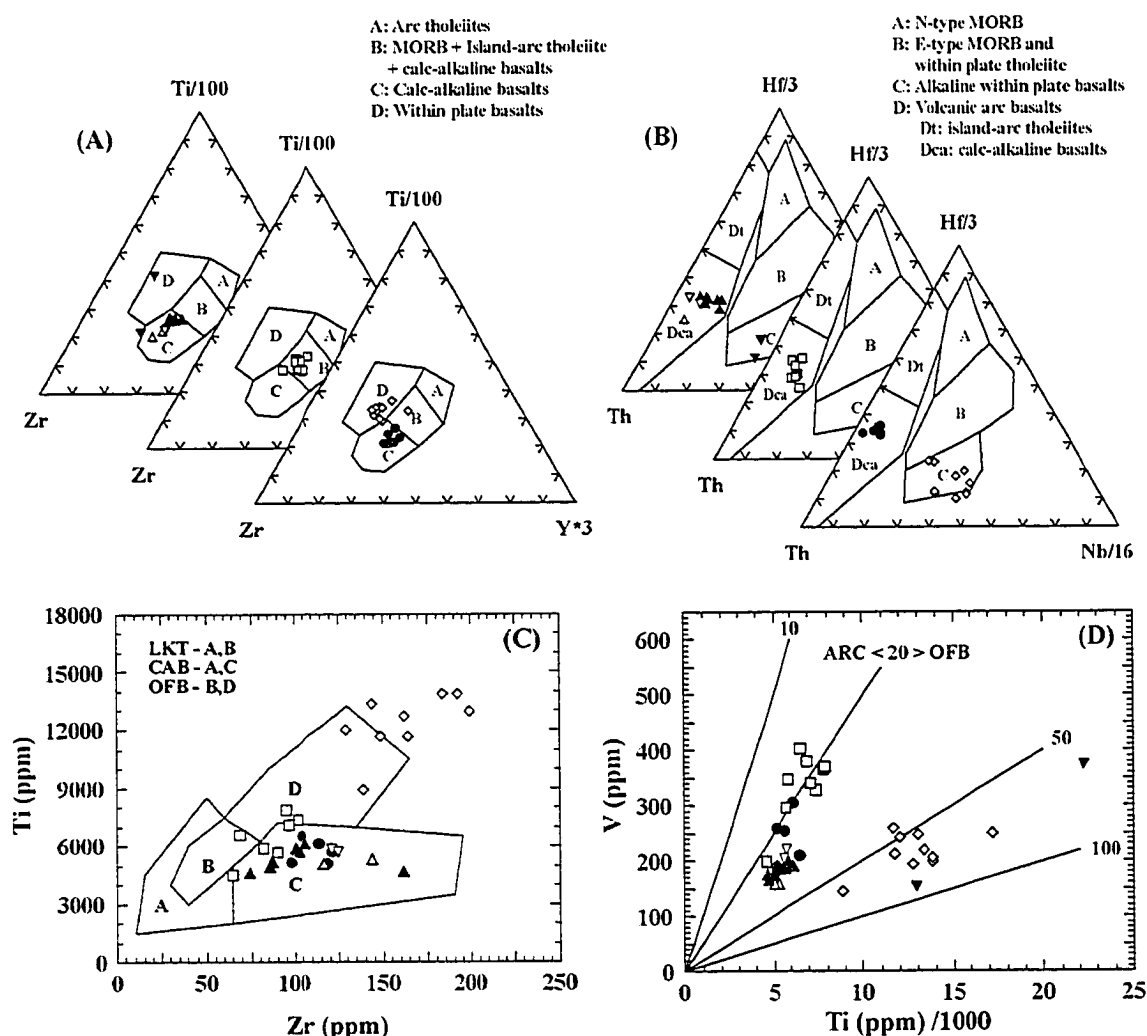 A: Arc tholeiites
B: MORB + Island-arc tholeiite
+ calc-alkaline basalts
C: Calc-alkaline basalts
D: Within plate basalts
(A)
Ti/100
Ti/100
Ti/100
D
A
B
C
D
A
B
C
D
A
B
C
Zr
Zr
Zr
Y*3
A: N-type MORB
B: E-type MORB and
within plate tholeiite
C: Alkaline within plate basalts
D: Volcanic arc basalts
Dt: island-arc tholeiites
Dca: calc-alkaline basalts
(B)
Hf/3
Hf/3
Hf/3
A
Dt
B
Dca
C
A
Dt
B
Dca
C
A
Dt
B
Dca
C
Th
Th
Th
Nb/16
(C)
LKT - A,B
CAB - A,C
OFB - B,D
18000
15000
12000
9000
6000
3000
0
Ti (ppm)
A
B
C
D
0
50
100
150
200
250
Zr (ppm)
(D)
600
500
400
300
200
100
0
V (ppm)
10
ARC < 20 > OFB
50
100
0
5
10
15
20
25
Ti (ppm) /1000